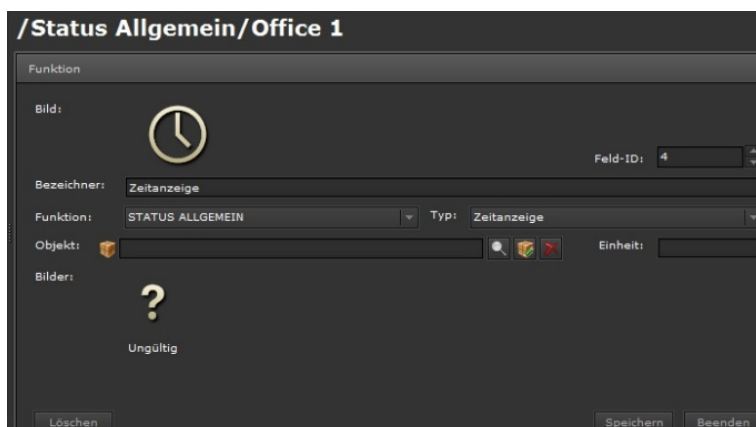 /Status Allgemein/Office 1
Funktion
Bild:
Feld-ID: 4
Bezeichner: Zeitanzeige
Funktion: STATUS ALLGEMEIN Typ: Zeitanzeige
Objekt: Einheit:
Bilder:
?
Ungültig
Löschen Speichern Beenden